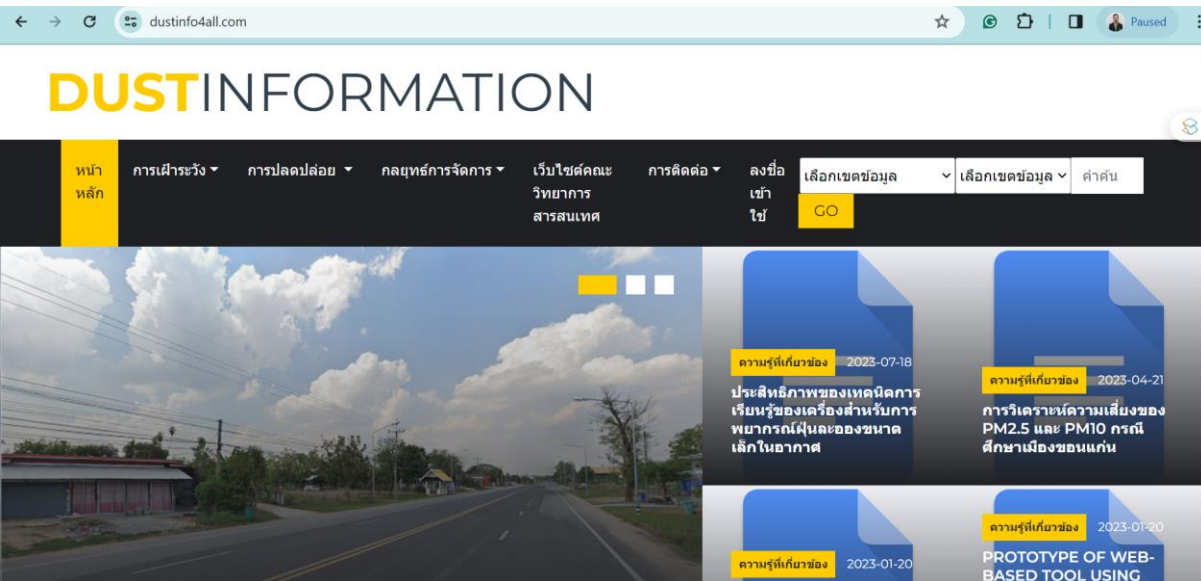 dustinfo4all.com
Paused
DUSTINFORMATION
หน้า
หลัก
การเฝ้าระวัง
การปลดปล่อย
กลยุทธ์การจัดการ
เว็บไซต์คณะ
วิทยาการ
สารสนเทศ
การติดต่อ
ลงชื่อ
เข้า
ใช้
เลือกเขตข้อมูล
เลือกเขตข้อมูล
คำค้น
GO
ความรู้ที่เกี่ยวข้อง 2023-07-18
ประสิทธิภาพของเทคนิคการ
เรียนรู้ของเครื่องสำหรับการ
พยากรณ์ฝุ่นละอองขนาด
เล็กในอากาศ
ความรู้ที่เกี่ยวข้อง 2023-04-21
การวิเคราะห์ความเสี่ยงของ
PM2.5 และ PM10 กรณี
ศึกษาเมืองขอนแก่น
ความรู้ที่เกี่ยวข้อง 2023-01-20
ความรู้ที่เกี่ยวข้อง 2023-01-20
PROTOTYPE OF WEB-
BASED TOOL USING